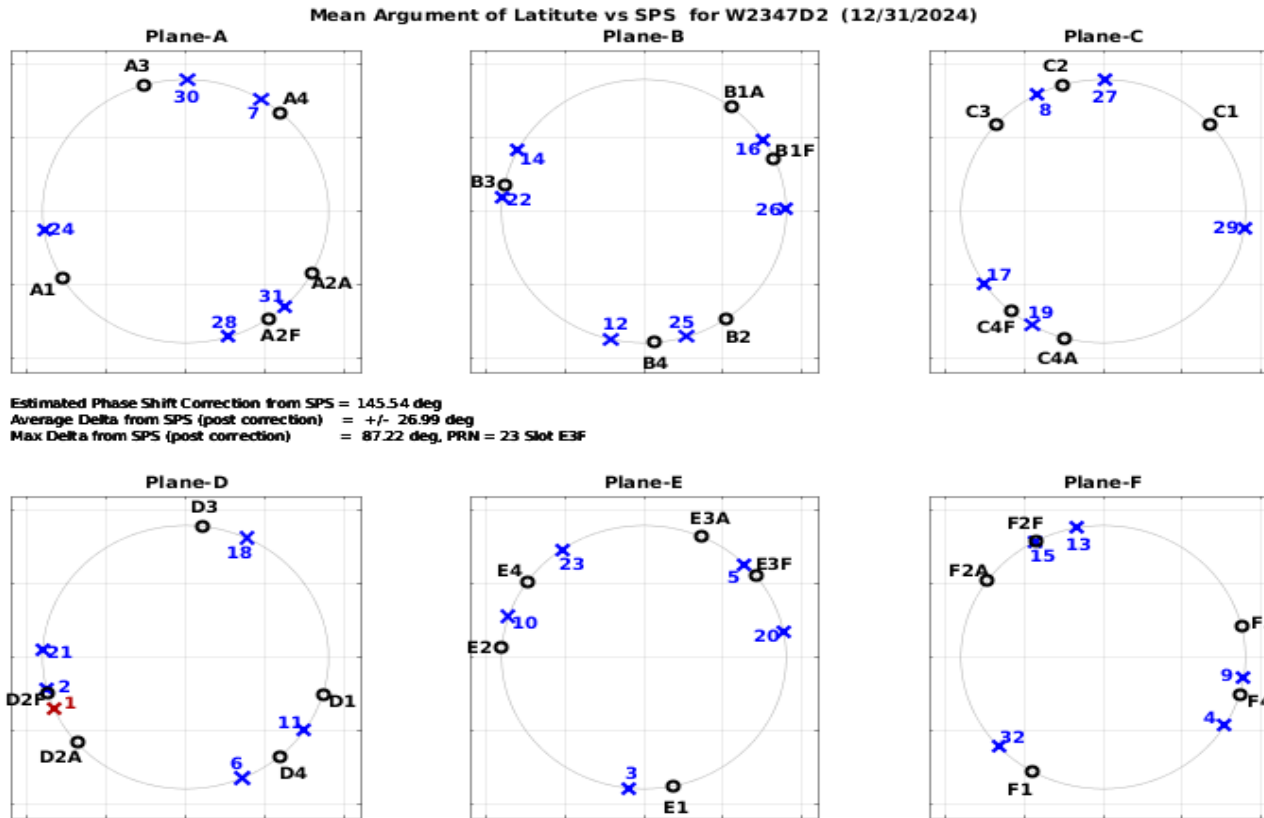 Mean Argument of Latitute vs SPS for W2347D2 (12/31/2024)
Plane-A
Plane-B
Plane-C
A3
30
7
A4
24
A1
A2A
31
28
A2F
B1A
16
B1F
14
B3
22
26
12
25
B2
B4
C2
8
27
C3
C1
29
17
C4F
19
C4A
Estimated Phase Shift Correction from SPS = 145.54 deg
Average Delta from SPS (post correction) = +/- 26.99 deg
Max Delta from SPS (post correction) = 87.22 deg, PRN = 23 Slot E3F
Plane-D
Plane-E
Plane-F
D3
18
21
2
D2F
1
D1
11
D2A
6
D4
E3A
23
E3F
5
E4
10
20
E2
3
E1
F2F
15
13
F2A
F
9
F4
4
32
F1